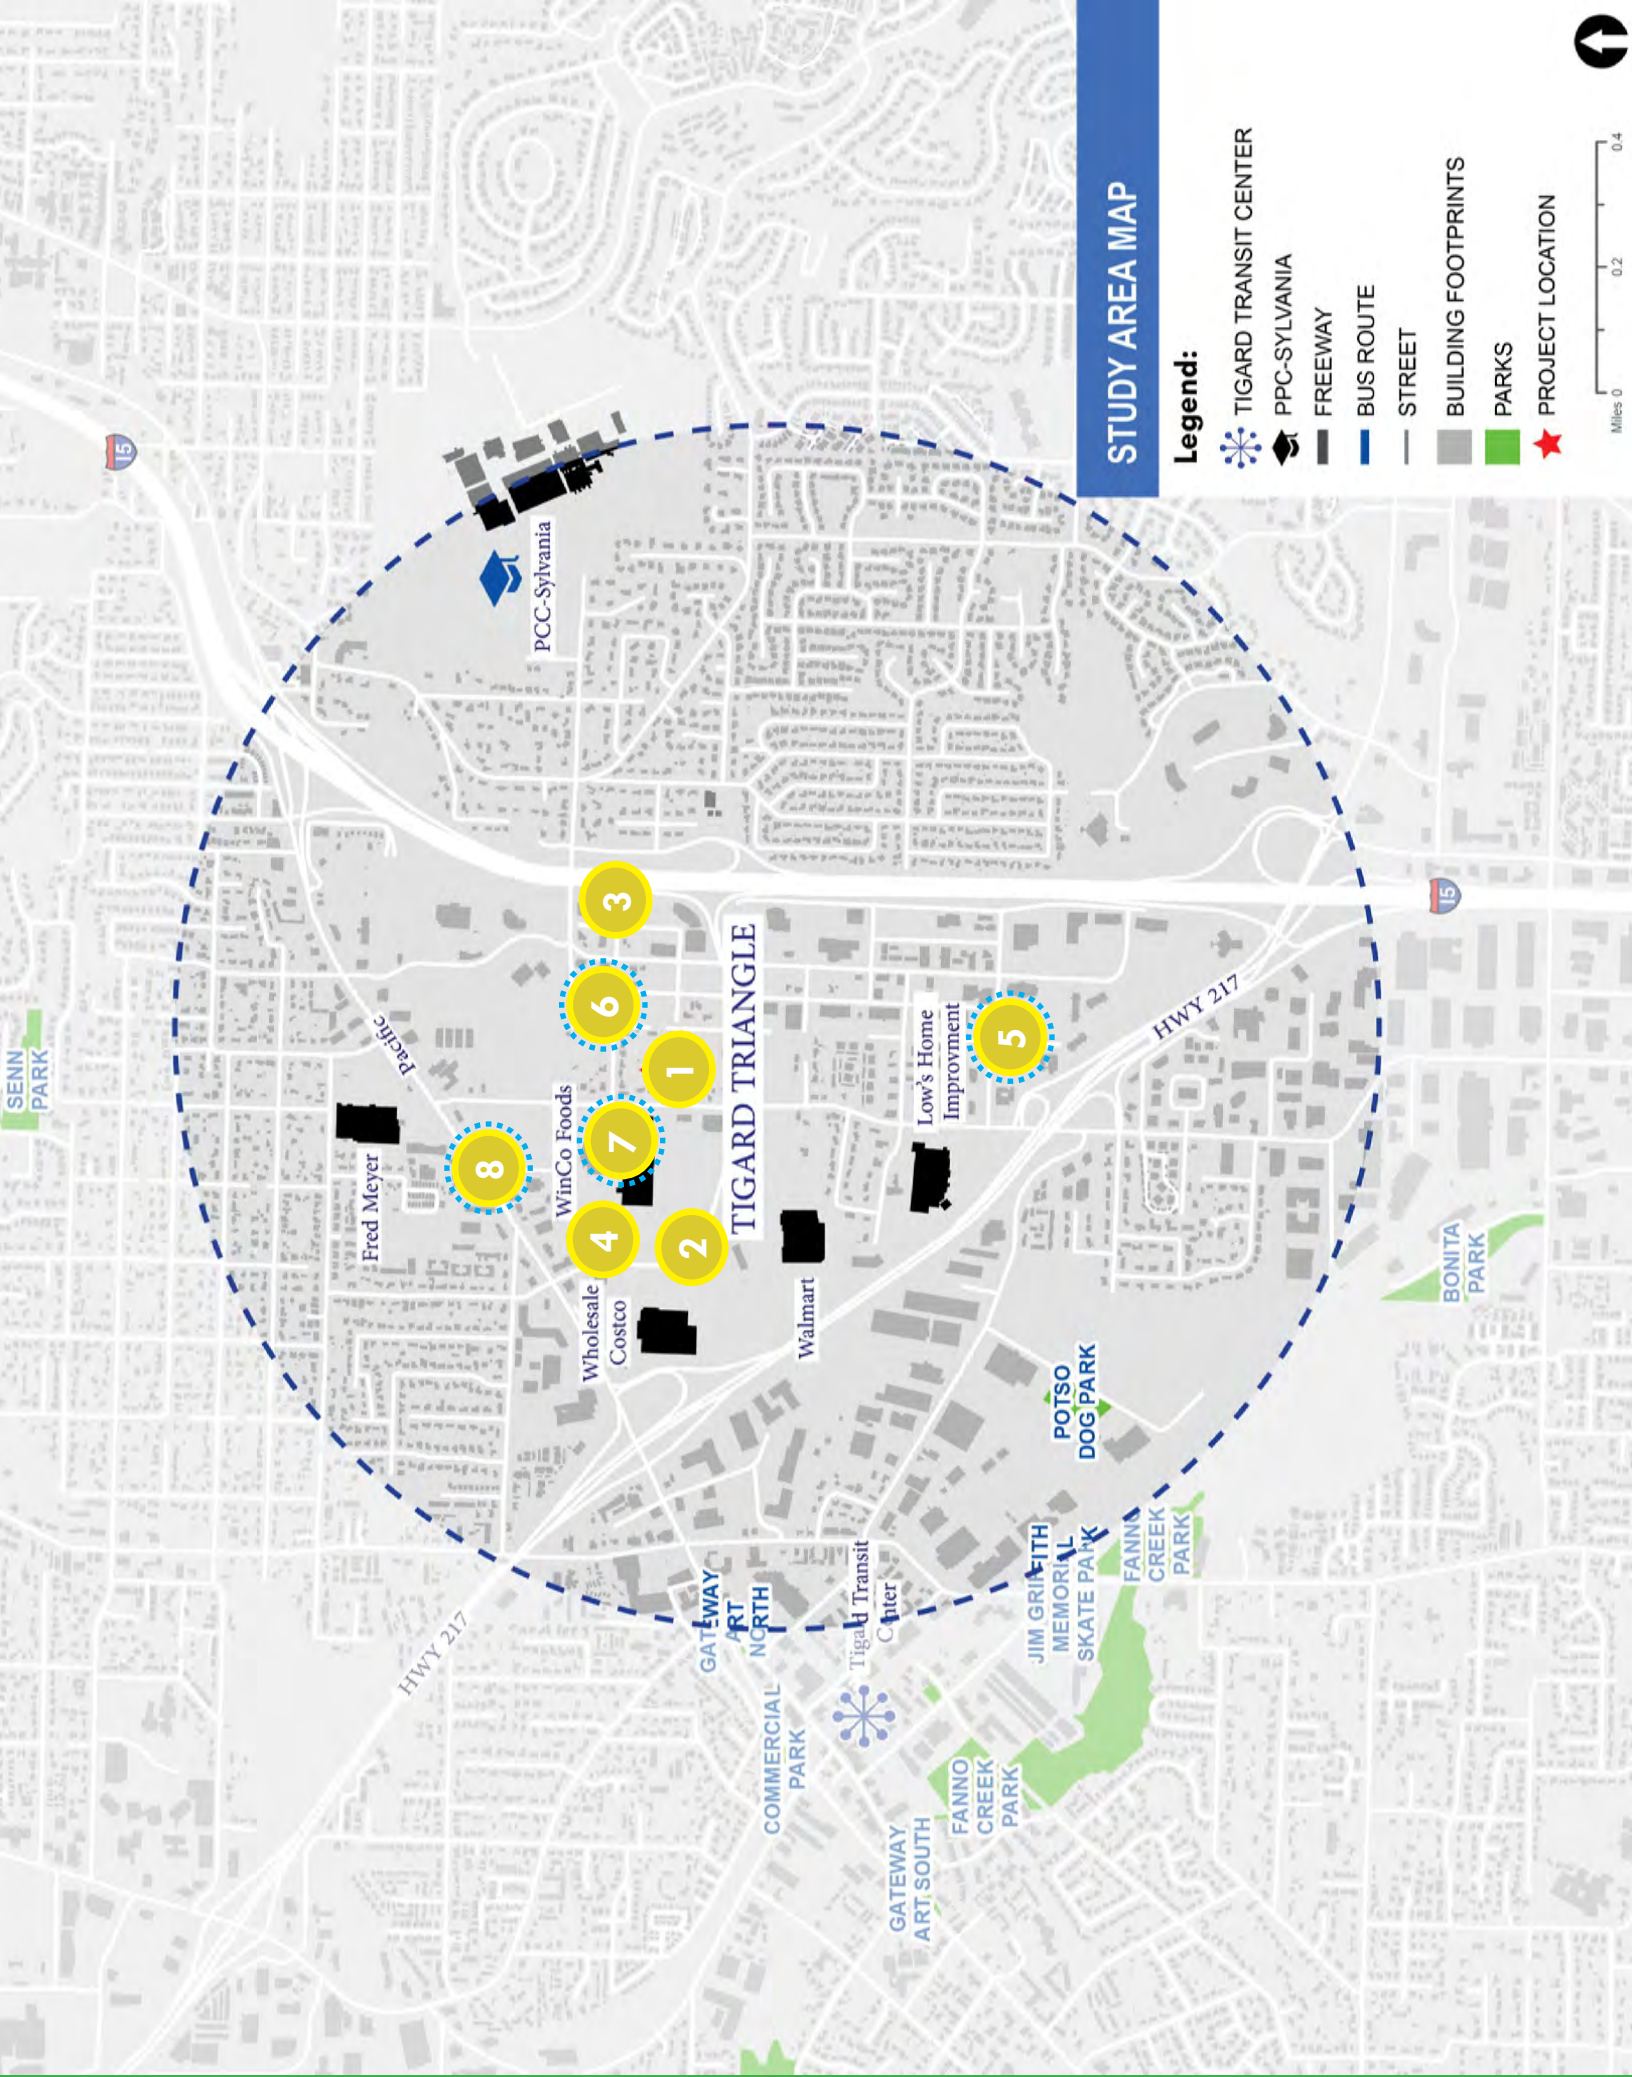 STUDY AREA MAP
Legend:
TIGARD TRANSIT CENTER
PPC-SYLVANIA
FREEWAY
BUS ROUTE
STREET
BUILDING FOOTPRINTS
PARKS
PROJECT LOCATION
Miles 0
0.2
0.4
SENN
PARK
15
PCC-Sylvania
Pacific
Fred Meyer
8
WinCo Foods
3
6
1
7
4
2
TIGARD TRIANGLE
Wholesale
Costco
Walmart
Low's Home
Improvment
5
HWY 217
15
HWY 217
GATEWAY
ART
NORTH
Tigard Transit
Center
COMMERCIAL
PARK
POTSO
DOG PARK
BONITA
PARK
JIM GRIFFITH
MEMORIAL
SKATE PARK
FANNO
CREEK
PARK
FANNO
CREEK
PARK
GATEWAY
ART SOUTH